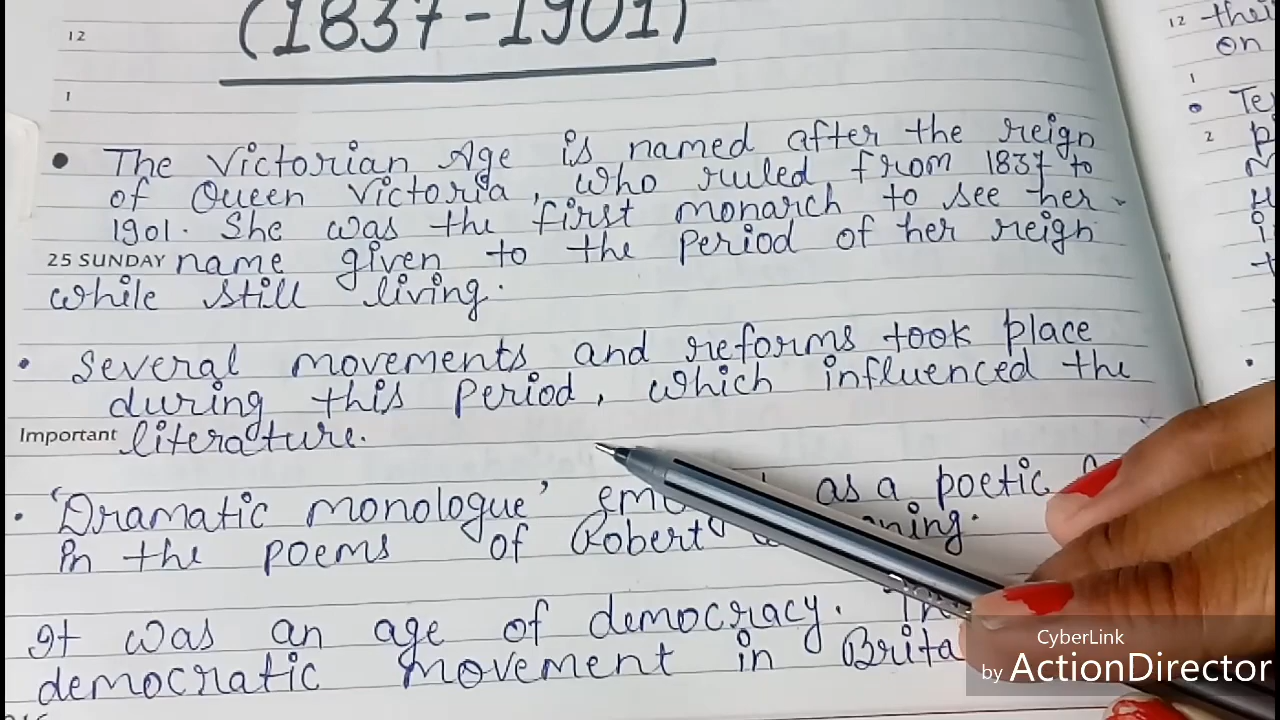 (1837-1901)
12
1
• The Victorian Age is named after the reign
of Queen Victoria, who ruled from 1837 to
1901. She was the first monarch to see her
25 SUNDAY name given to the period of her reign
while still living.
• Several movements and reforms took place
during this period, which influenced the
Important literature.
• 'Dramatic monologue' as a poetic
in the poems of Robert
It was an age of democracy.
democratic movement in
12
on
1
•
2
•
CyberLink
by ActionDirector